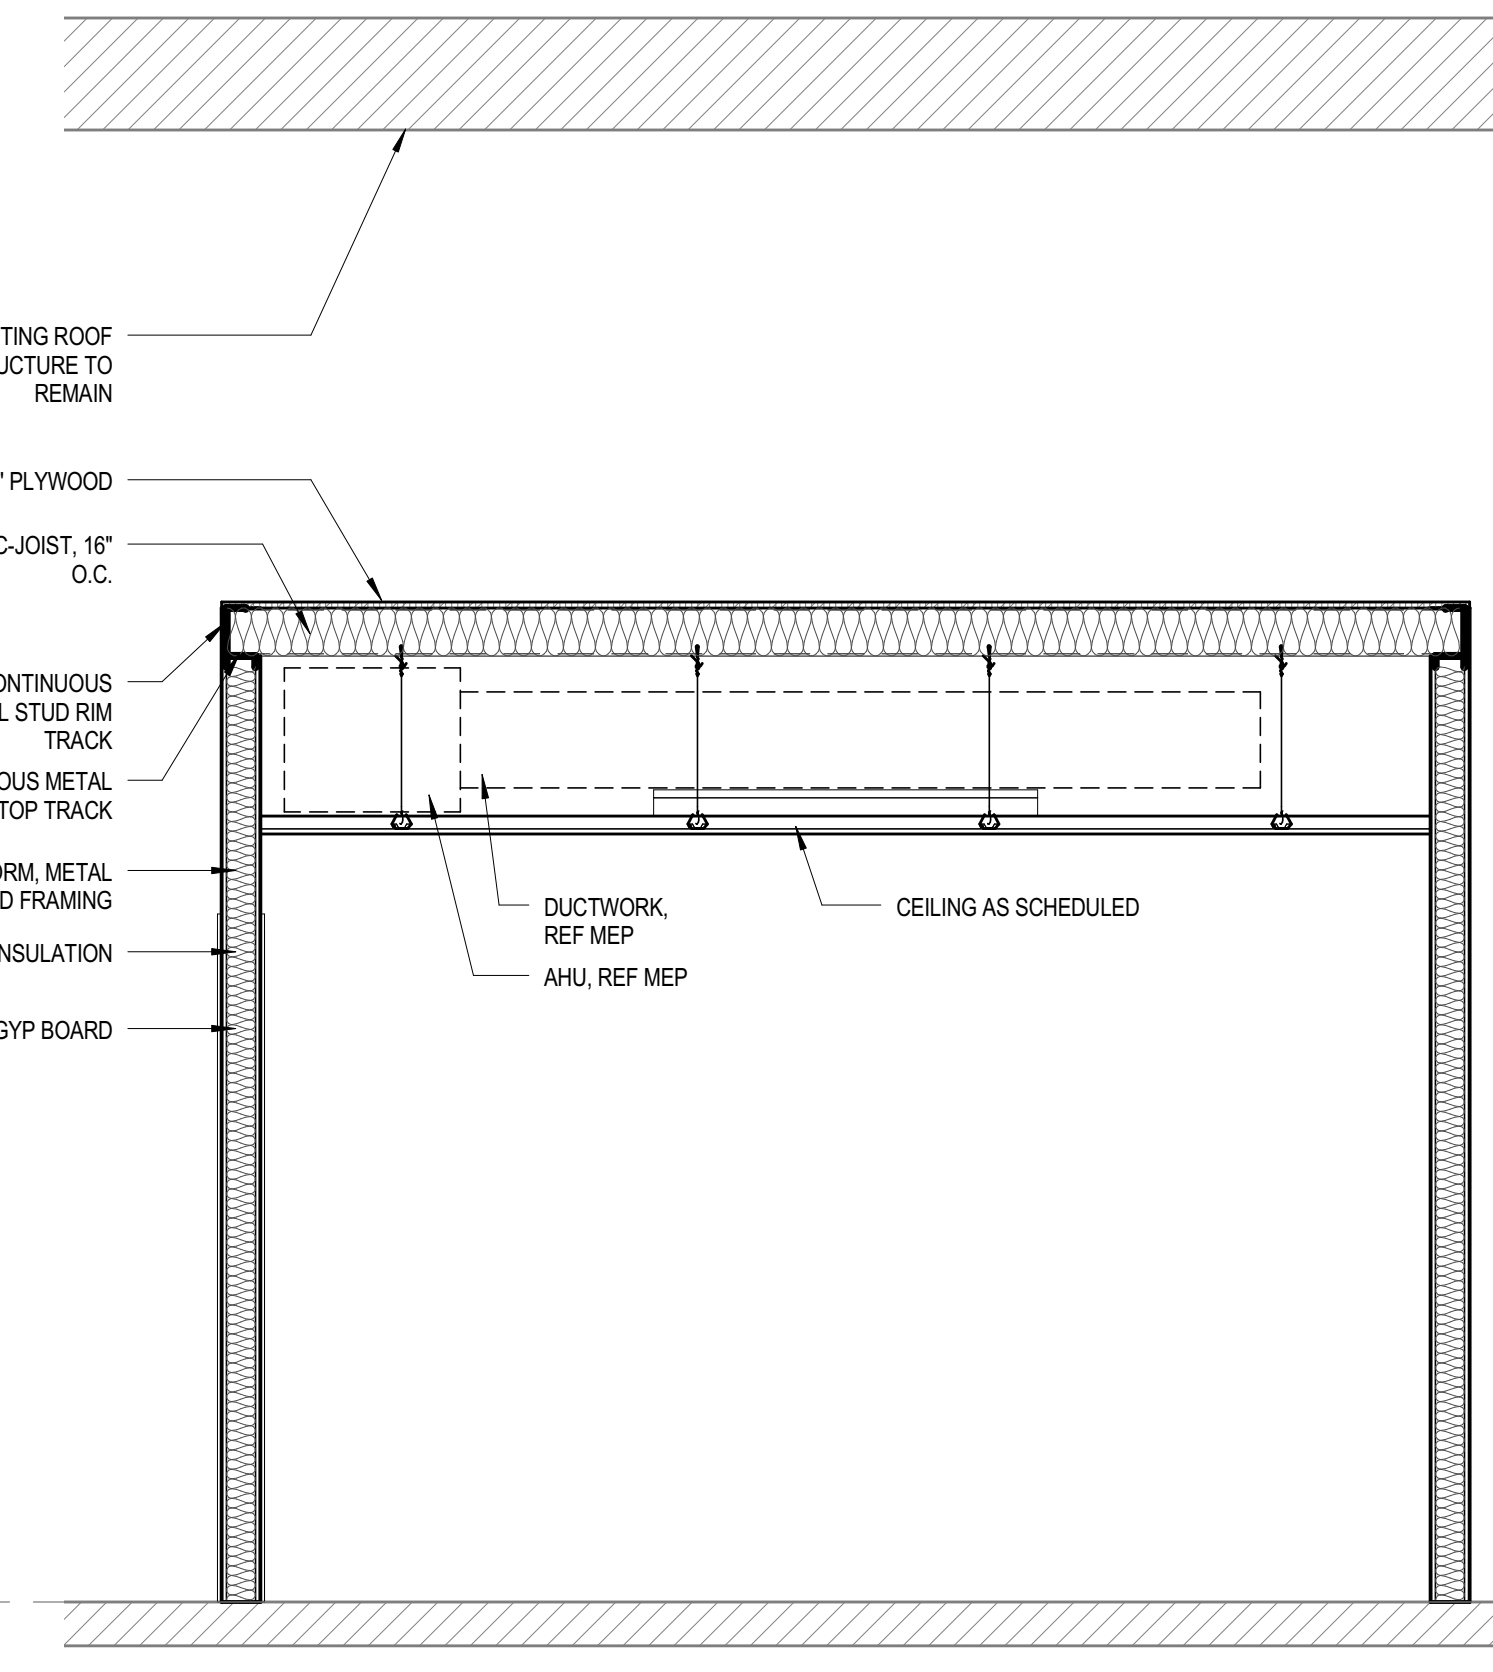 TING ROOF
UCTURE TO
REMAIN
" PLYWOOD
C-JOIST, 16"
O.C.
ONTINUOUS
L STUD RIM
TRACK
OUS METAL
TOP TRACK
ORM, METAL
D FRAMING
NSULATION
GYP BOARD
DUCTWORK,
REF MEP
AHU, REF MEP
CEILING AS SCHEDULED